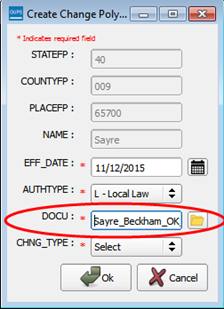 GUPS
Create Change Poly...
* Indicates required field
STATEFP : 40
COUNTYFP : 009
PLACEFP : 65700
NAME : Sayre
EFF_DATE : * 11/12/2015
AUTHTYPE : * L - Local Law
DOCU : * Sayre_Beckham_OK
CHNG_TYPE : * Select
Ok Cancel